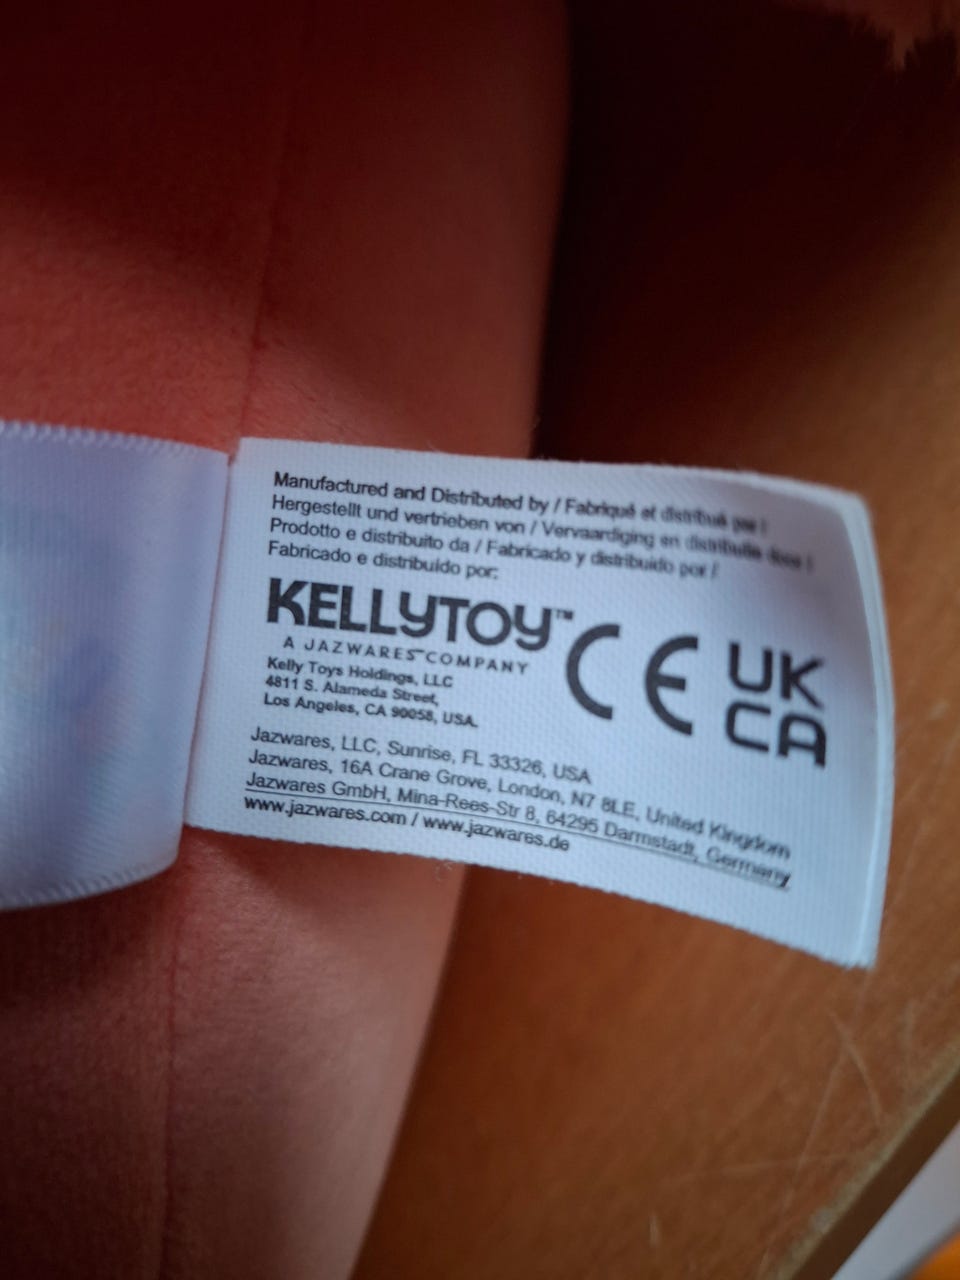 Manufactured and Distributed by / Fabriqué et distribué par /
Hergestellt und vertrieben von / Vervaardiging en distributie door /
Prodotto e distribuito da / Fabricado y distribuido por /
Fabricado e distribuído por:
KELLYTOY™
A JAZWARES™ COMPANY
CE
UK
CA
Kelly Toys Holdings, LLC
4811 S. Alameda Street,
Los Angeles, CA 90058, USA.
Jazwares, LLC, Sunrise, FL 33326, USA
Jazwares, 16A Crane Grove, London, N7 8LE, United Kingdom
Jazwares GmbH, Mina-Rees-Str 8, 64295 Darmstadt, Germany
www.jazwares.com / www.jazwares.de